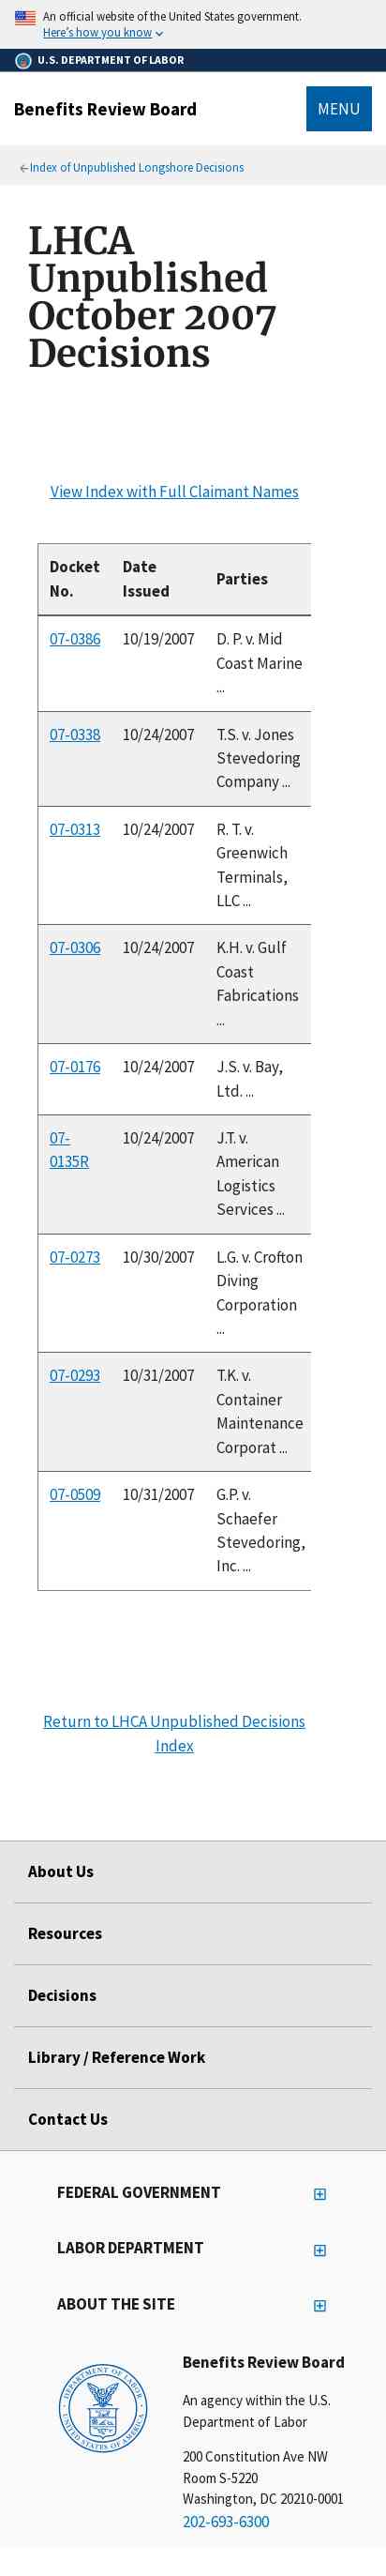 An official website of the United States government.
Here's how you know
U.S. DEPARTMENT OF LABOR
Benefits Review Board
MENU
Index of Unpublished Longshore Decisions
LHCA
Unpublished
October 2007
Decisions
View Index with Full Claimant Names
Docket No. Date Issued Parties
07-0386 10/19/2007 D. P. v. Mid
Coast Marine
...
07-0338 10/24/2007 T.S. v. Jones
Stevedoring
Company ...
07-0313 10/24/2007 R. T. v.
Greenwich
Terminals,
LLC ...
07-0306 10/24/2007 K.H. v. Gulf
Coast
Fabrications
...
07-0176 10/24/2007 J.S. v. Bay,
Ltd. ...
07-0135R 10/24/2007 J.T. v.
American
Logistics
Services ...
07-0273 10/30/2007 L.G. v. Crofton
Diving
Corporation
...
07-0293 10/31/2007 T.K. v.
Container
Maintenance
Corporat ...
07-0509 10/31/2007 G.P. v.
Schaefer
Stevedoring,
Inc. ...
Return to LHCA Unpublished Decisions
Index
About Us
Resources
Decisions
Library / Reference Work
Contact Us
FEDERAL GOVERNMENT
LABOR DEPARTMENT
ABOUT THE SITE
DEPARTMENT OF LABOR
UNITED STATES OF AMERICA
Benefits Review Board
An agency within the U.S.
Department of Labor
200 Constitution Ave NW
Room S-5220
Washington, DC 20210-0001
202-693-6300